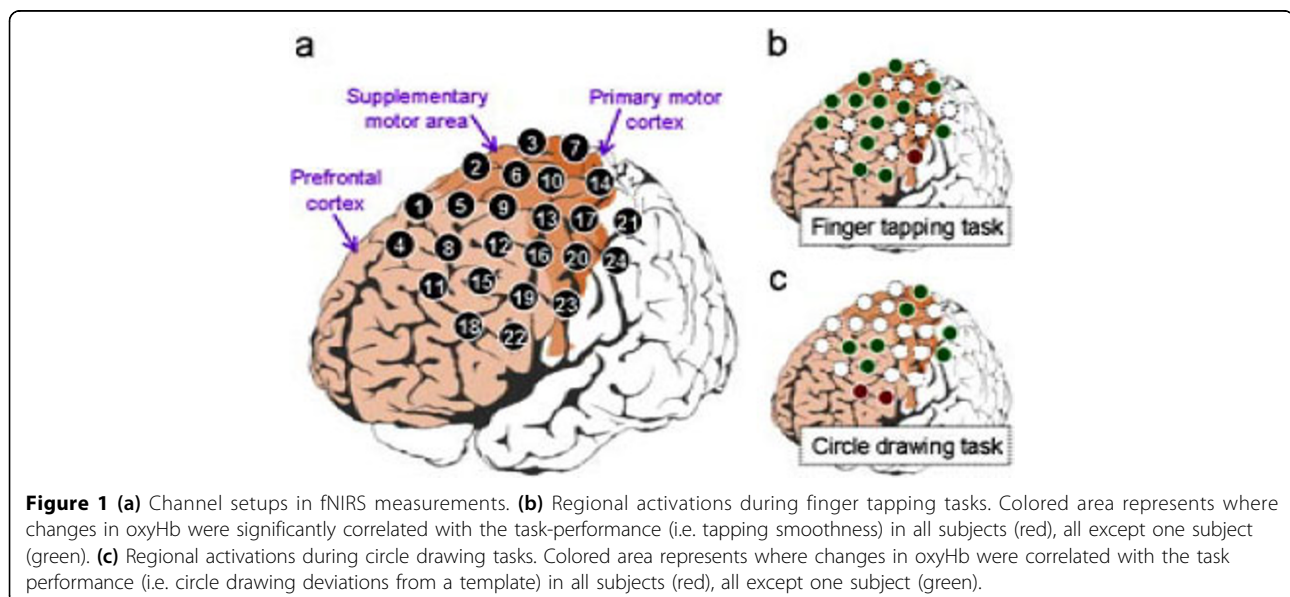 a
b
Supplementary
motor area
Primary motor
cortex
Prefrontal
cortex
3 7
2 6 10 14
1 5 9 13 17 21
4 8 12 16 20 24
11 15 19 23
18 22
Finger tapping task
c
Circle drawing task
Figure 1 (a) Channel setups in fNIRS measurements. (b) Regional activations during finger tapping tasks. Colored area represents where
changes in oxyHb were significantly correlated with the task-performance (i.e. tapping smoothness) in all subjects (red), all except one subject
(green). (c) Regional activations during circle drawing tasks. Colored area represents where changes in oxyHb were correlated with the task
performance (i.e. circle drawing deviations from a template) in all subjects (red), all except one subject (green).